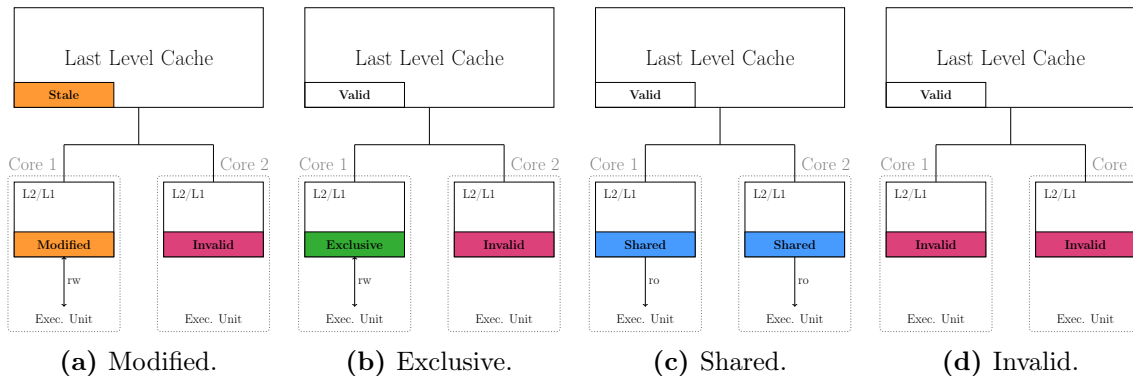 Last Level Cache
Stale
Core 1
Core 2
L2/L1
L2/L1
Modified
Invalid
rw
Exec. Unit
Exec. Unit
(a) Modified.
Last Level Cache
Valid
Core 1
Core 2
L2/L1
L2/L1
Exclusive
Invalid
rw
Exec. Unit
Exec. Unit
(b) Exclusive.
Last Level Cache
Valid
Core 1
Core 2
L2/L1
L2/L1
Shared
Shared
ro
ro
Exec. Unit
Exec. Unit
(c) Shared.
Last Level Cache
Valid
Core 1
Core
L2/L1
L2/L1
Invalid
Invalid
Exec. Unit
Exec. Unit
(d) Invalid.